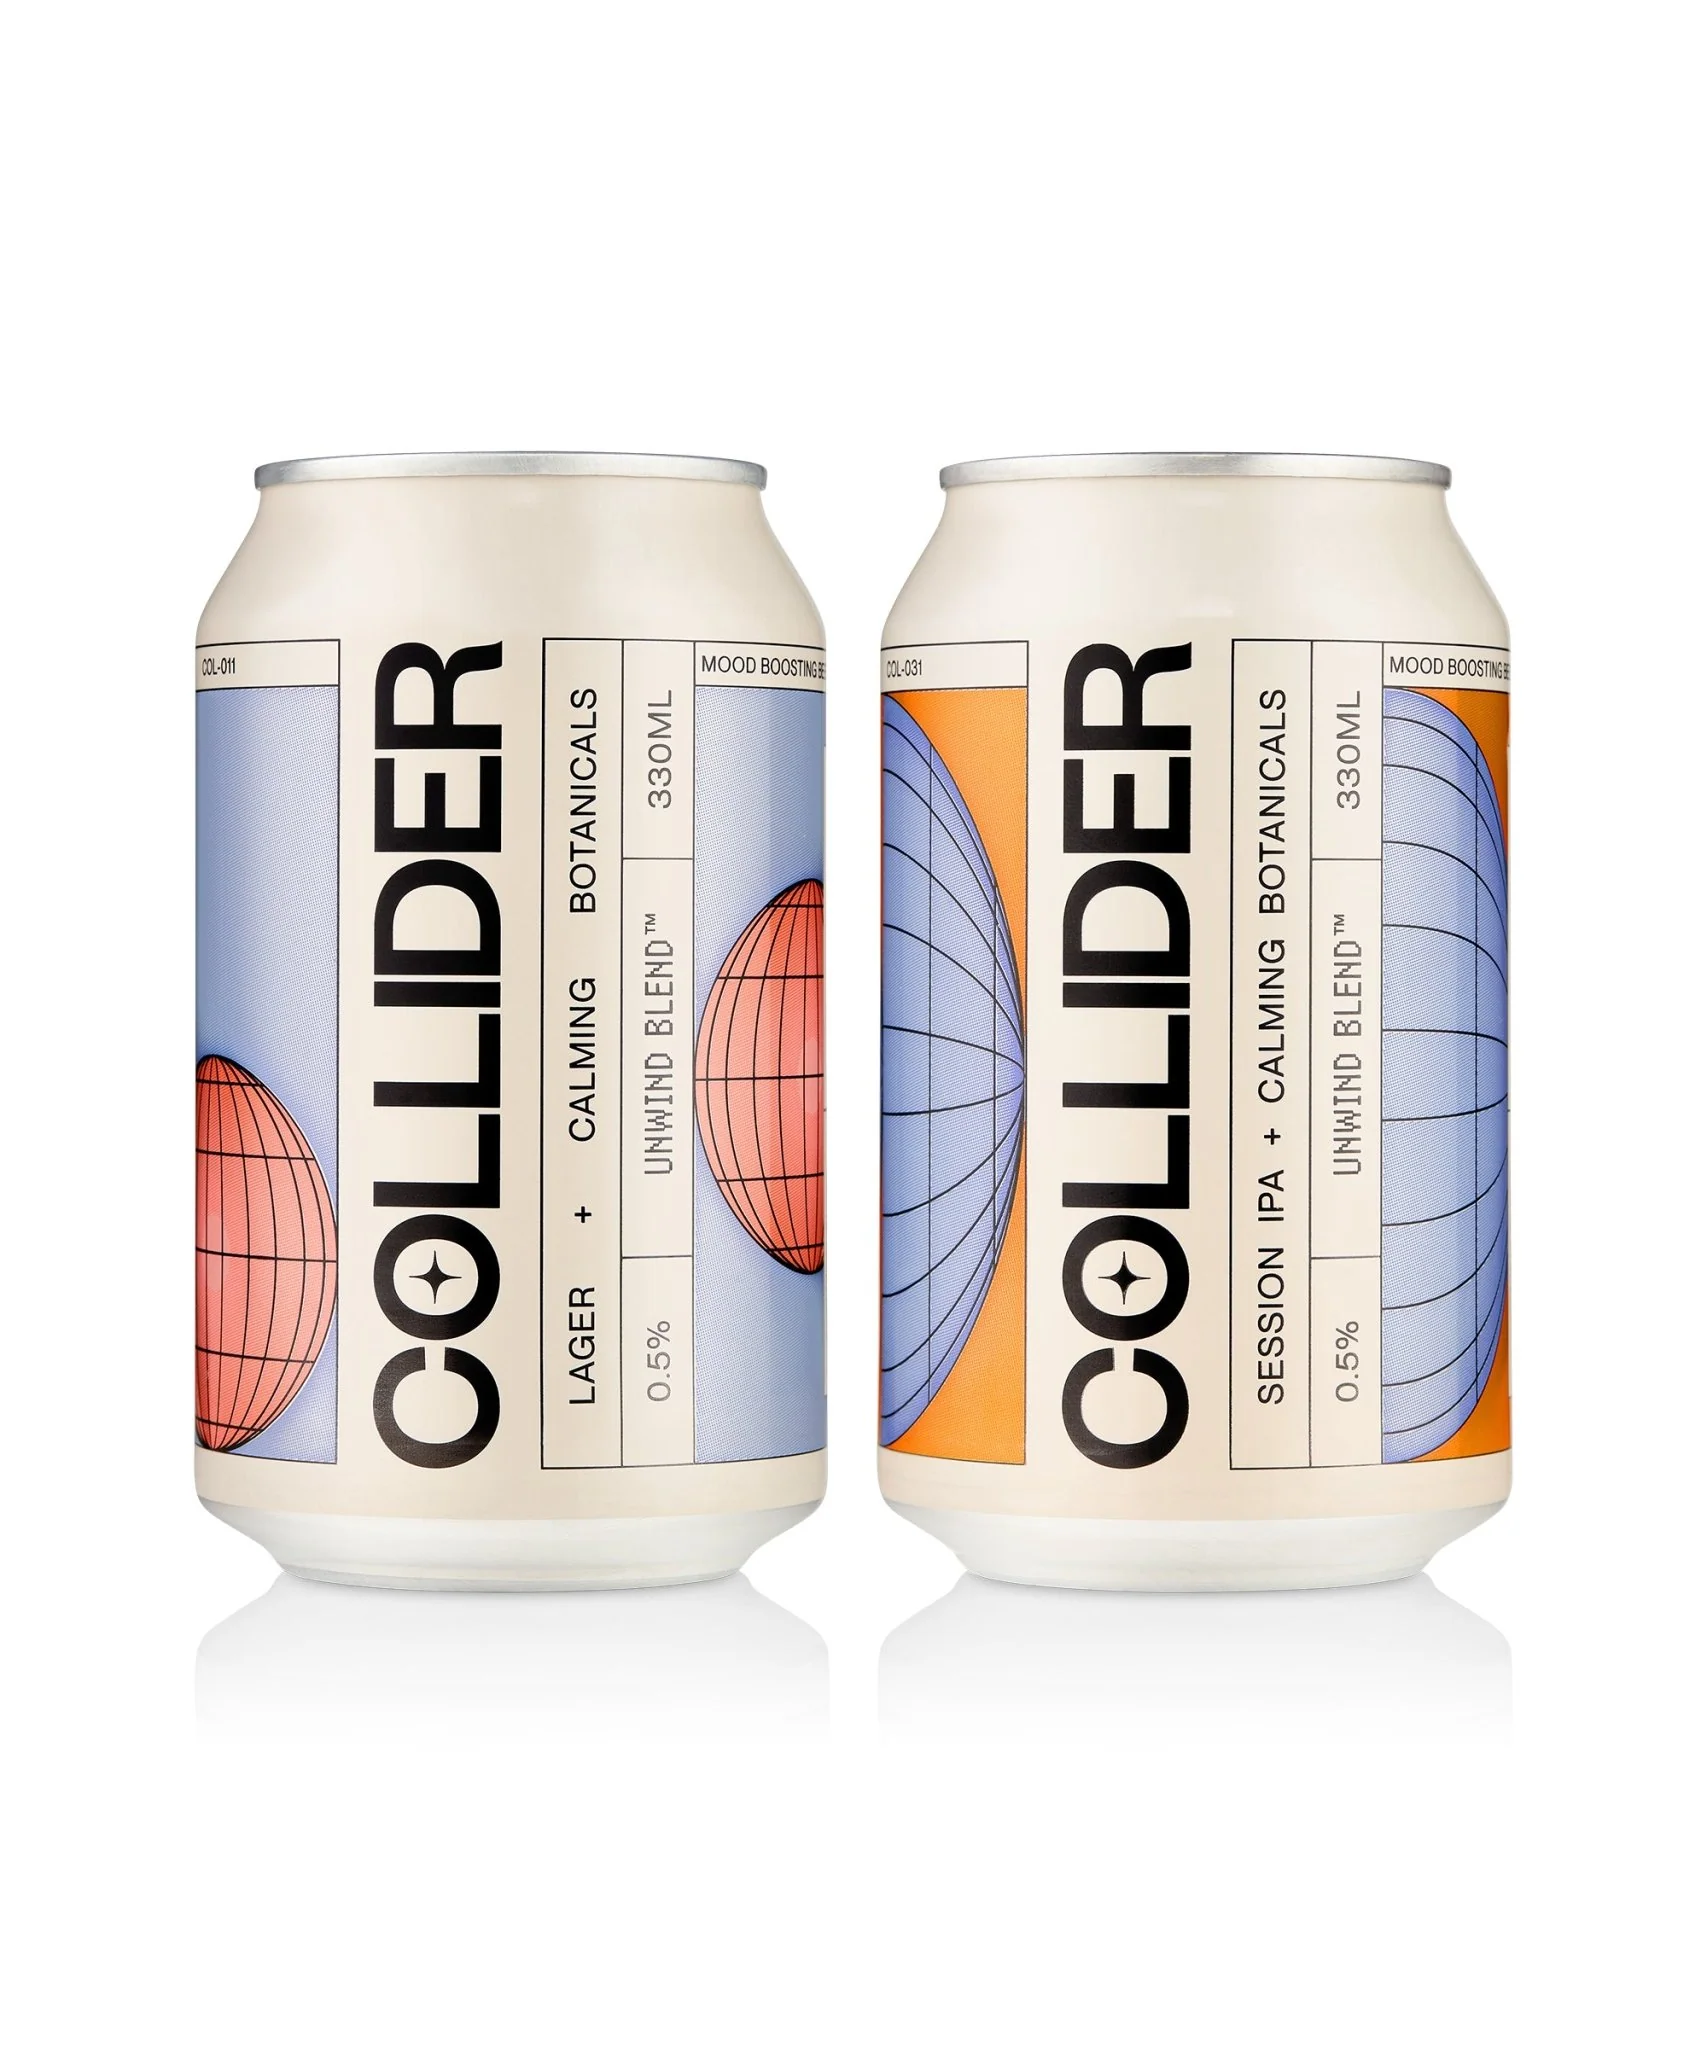 COL-011
COLLIDER
LAGER + CALMING BOTANICALS
0.5%
UNWIND BLEND™
330ML
MOOD BOOSTING
COL-031
COLLIDER
SESSION IPA + CALMING BOTANICALS
0.5%
UNWIND BLEND™
330ML
MOOD BOOSTING